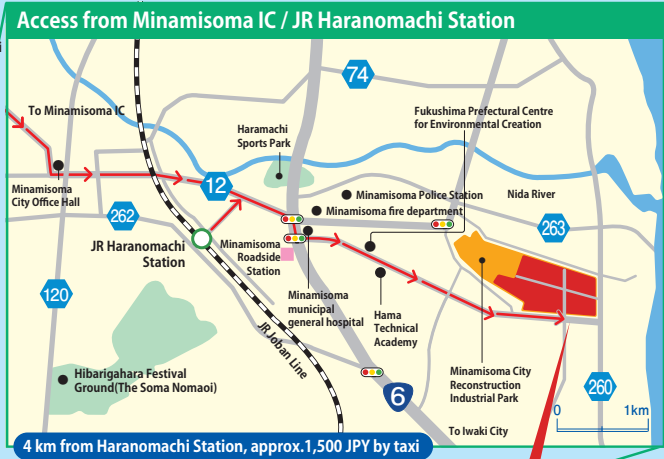 Access from Minamisoma IC / JR Haranomachi Station
74
To Minamisoma IC
Fukushima Prefectural Centre
for Environmental Creation
Haramachi
Sports Park
Minamisoma
City Office Hall
12
Minamisoma Police Station
Nida River
262
Minamisoma fire department
263
JR Haranomachi
Station
Minamisoma
Roadside
Station
120
Minamisoma
municipal
general hospital
Hama
Technical
Academy
JR Joban Line
Hibarigahara Festival
Ground(The Soma Nomaoi)
Minamisoma City
Reconstruction
Industrial Park
6
260
To Iwaki City
0 1km
4 km from Haranomachi Station, approx.1,500 JPY by taxi